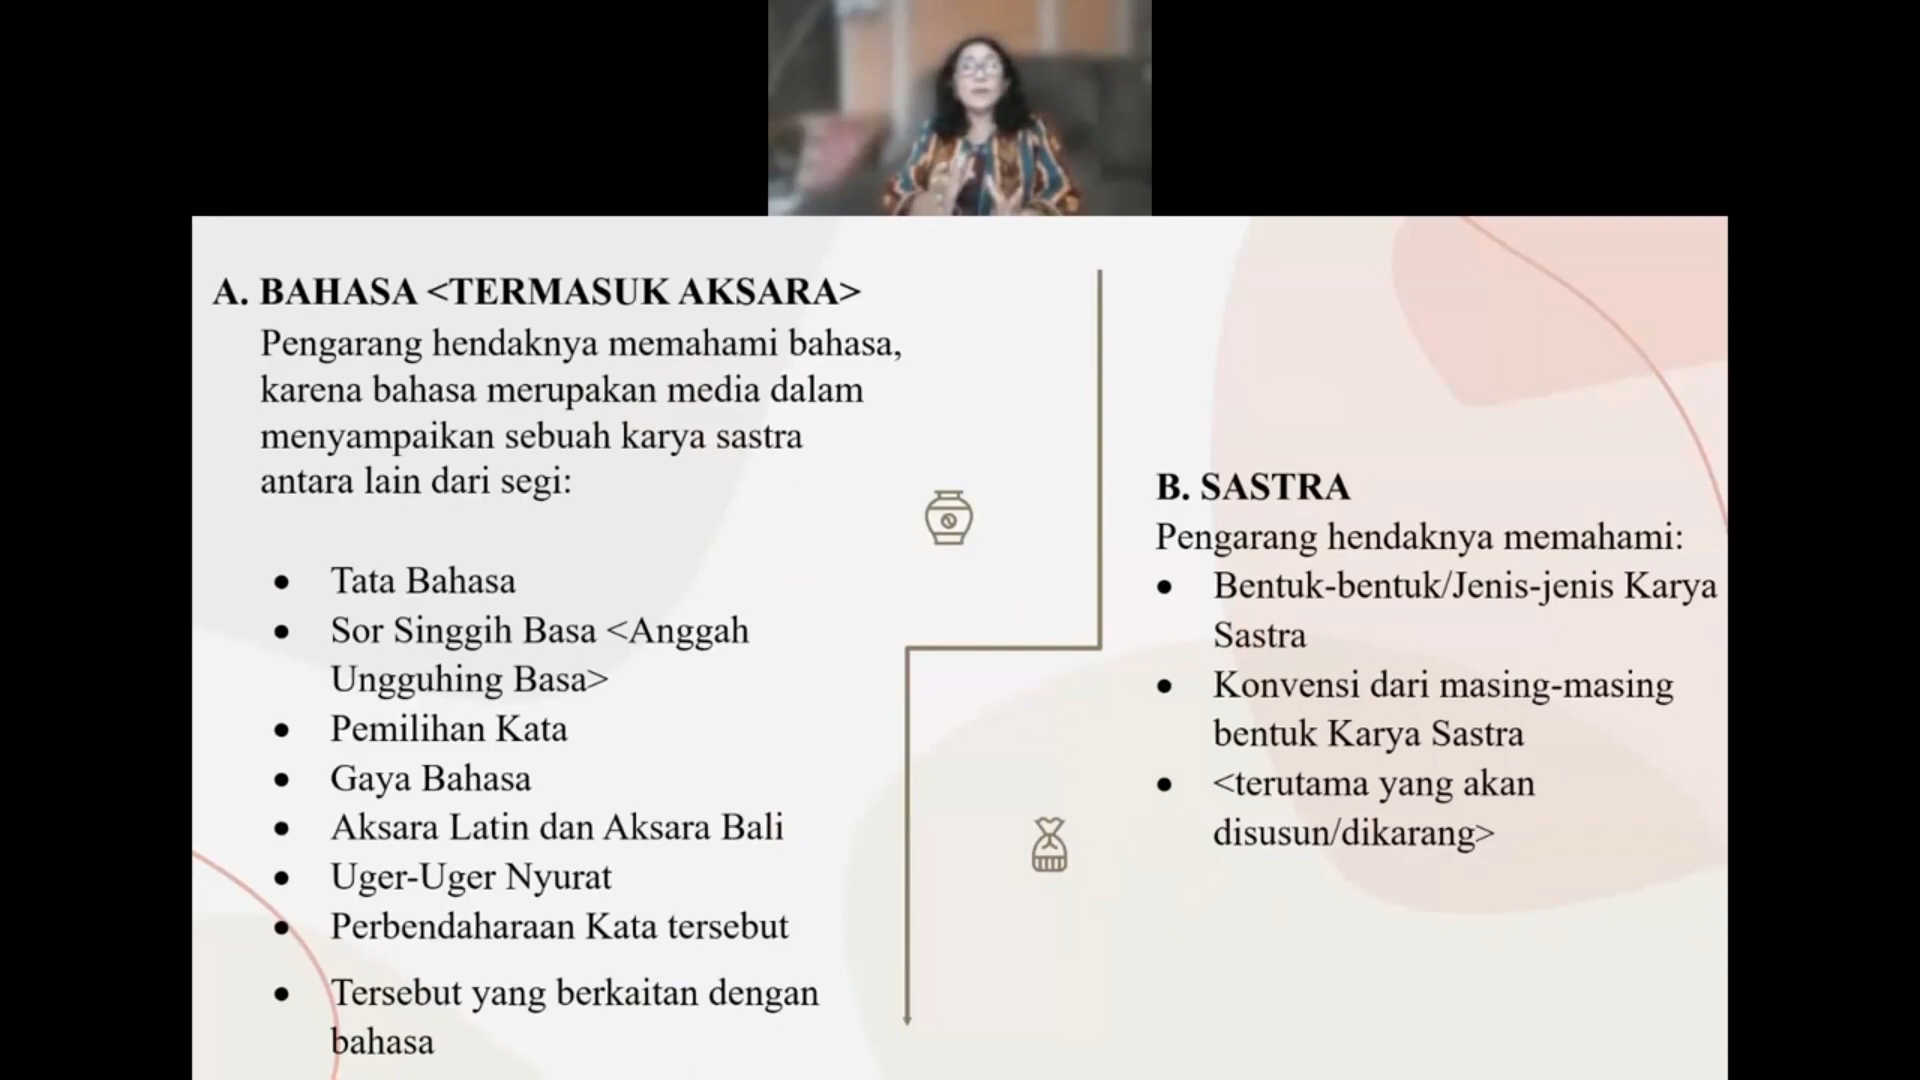 A. BAHASA <TERMASUK AKSARA>
Pengarang hendaknya memahami bahasa,
karena bahasa merupakan media dalam
menyampaikan sebuah karya sastra
antara lain dari segi:
• Tata Bahasa
• Sor Singgih Basa <Anggah
Ungguhing Basa>
• Pemilihan Kata
• Gaya Bahasa
• Aksara Latin dan Aksara Bali
• Uger-Uger Nyurat
• Perbendaharaan Kata tersebut
• Tersebut yang berkaitan dengan
bahasa
B. SASTRA
Pengarang hendaknya memahami:
• Bentuk-bentuk/Jenis-jenis Karya
Sastra
• Konvensi dari masing-masing
bentuk Karya Sastra
• <terutama yang akan
disusun/dikarang>